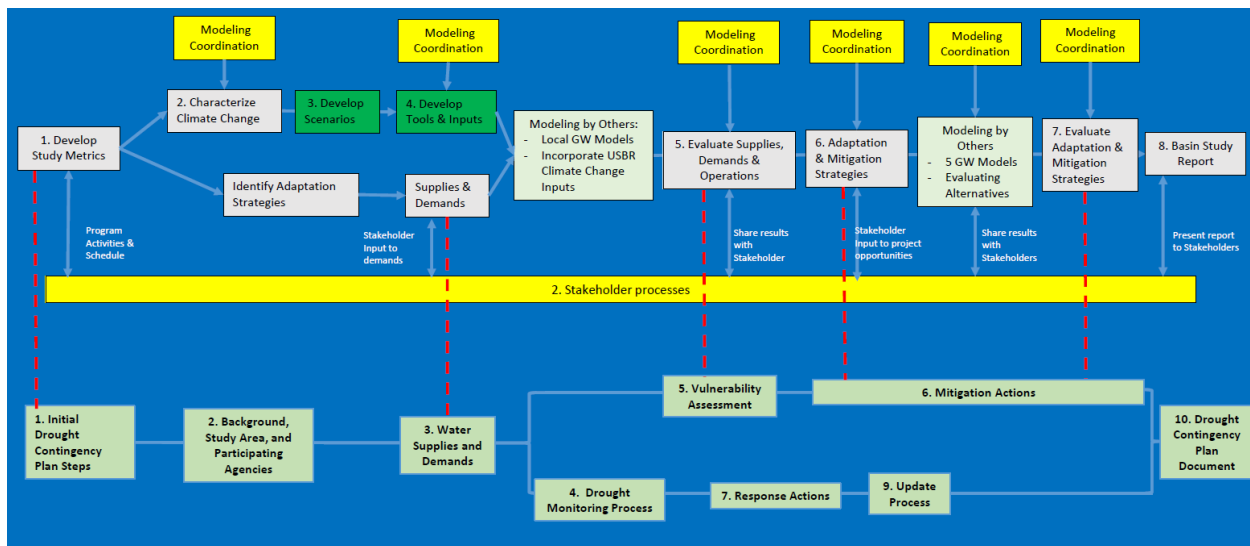 Modeling
Coordination
Modeling
Coordination
Modeling
Coordination
Modeling
Coordination
Modeling
Coordination
Modeling
Coordination
2. Characterize
Climate Change
3. Develop
Scenarios
4. Develop
Tools & Inputs
1. Develop
Study Metrics
Identify Adaptation
Strategies
Supplies &
Demands
Modeling by Others:
- Local GW Models
- Incorporate USBR
Climate Change
Inputs
5. Evaluate Supplies,
Demands &
Operations
6. Adaptation
& Mitigation
Strategies
Modeling by
Others
- 5 GW Models
- Evaluating
Alternatives
7. Evaluate
Adaptation &
Mitigation
Strategies
8. Basin Study
Report
Program
Activities &
Schedule
Stakeholder
Input to
demands
Share results
with
Stakeholder
Stakeholder
Input to project
opportunities
Share results
with
Stakeholders
Present report
to Stakeholders
2. Stakeholder processes
1. Initial
Drought
Contingency
Plan Steps
2. Background,
Study Area, and
Participating
Agencies
3. Water
Supplies and
Demands
5. Vulnerability
Assessment
6. Mitigation Actions
4. Drought
Monitoring Process
7. Response Actions
9. Update
Process
10. Drought
Contingency
Plan
Document